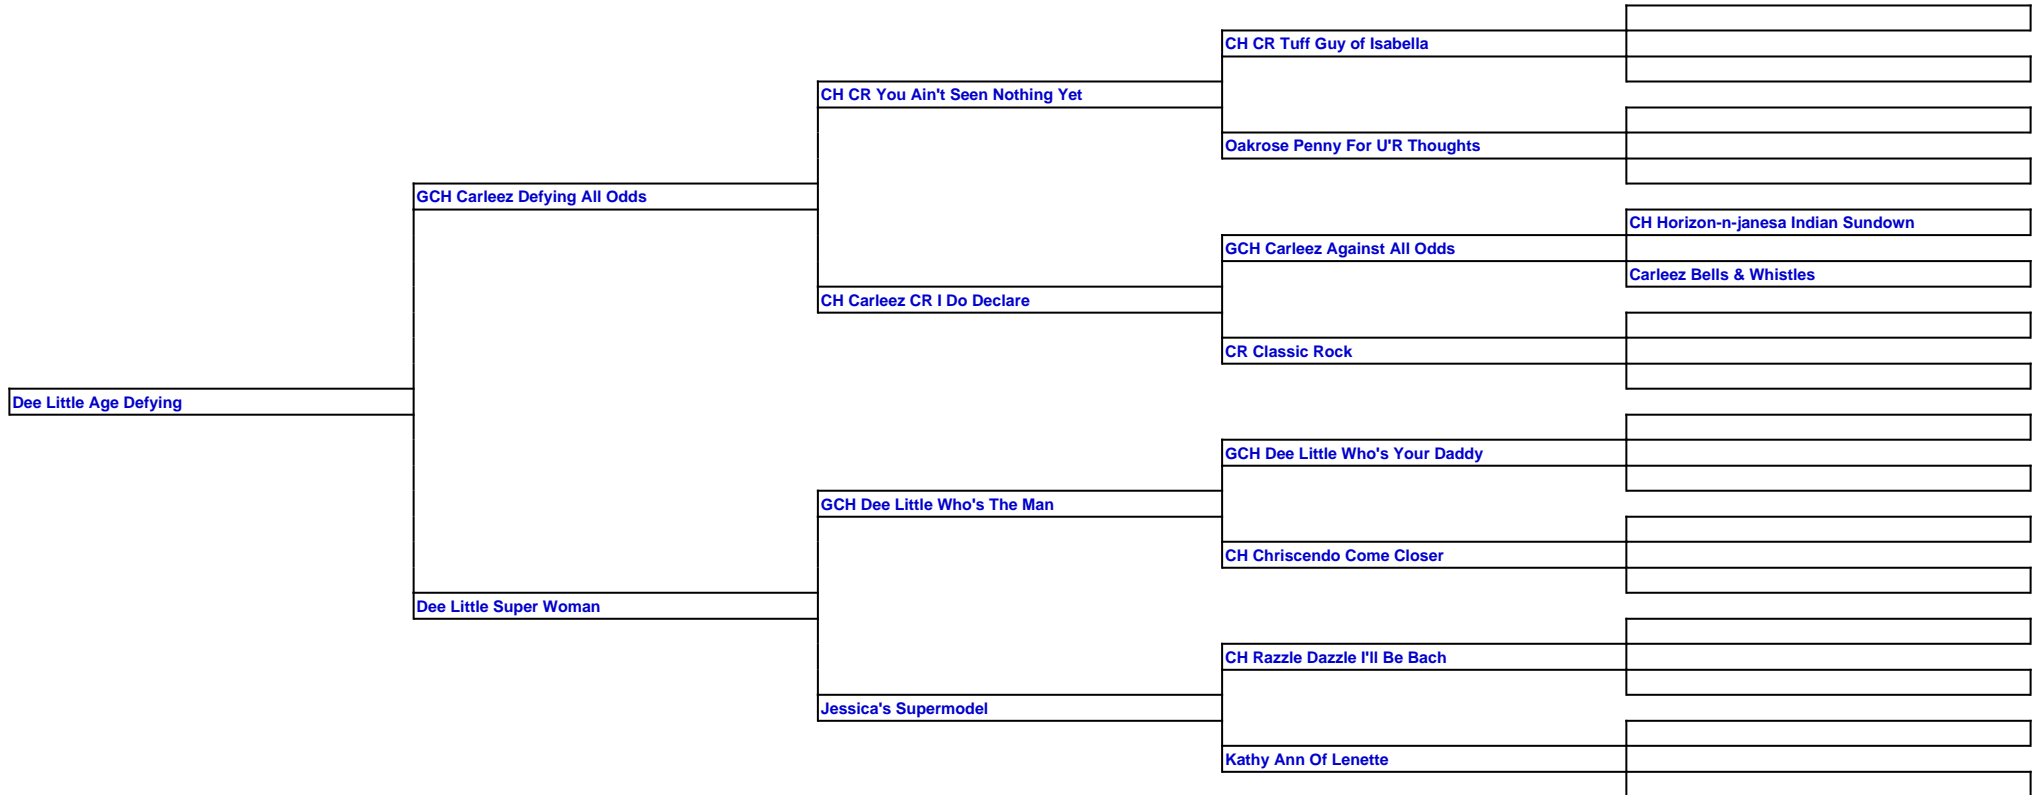 CH CR Tuff Guy of Isabella
CH CR You Ain't Seen Nothing Yet
Oakrose Penny For U'R Thoughts
GCH Carleez Defying All Odds
CH Horizon-n-janesa Indian Sundown
GCH Carleez Against All Odds
Carleez Bells & Whistles
CH Carleez CR I Do Declare
CR Classic Rock
Dee Little Age Defying
GCH Dee Little Who's Your Daddy
GCH Dee Little Who's The Man
CH Chriscendo Come Closer
Dee Little Super Woman
CH Razzle Dazzle I'll Be Bach
Jessica's Supermodel
Kathy Ann Of Lenette